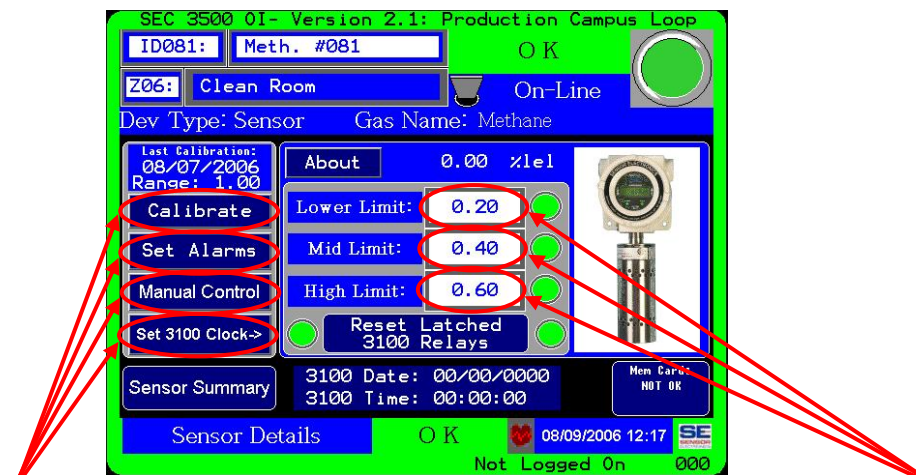 SEC 3500 OI- Version 2.1: Production Campus Loop
ID081: Meth. #081 O K
Z06: Clean Room On-Line
Dev Type: Sensor Gas Name: Methane
Last Calibration:
08/07/2006
Range: 1.00
About 0.00 %lel
Calibrate Lower Limit: 0.20
Set Alarms Mid Limit: 0.40
Manual Control High Limit: 0.60
Set 3100 Clock-> Reset Latched
3100 Relays
Sensor Summary
3100 Date: 00/00/0000
3100 Time: 00:00:00
Mem Card:
NOT OK
Sensor Details O K 08/09/2006 12:17 SE
Not Logged On 000